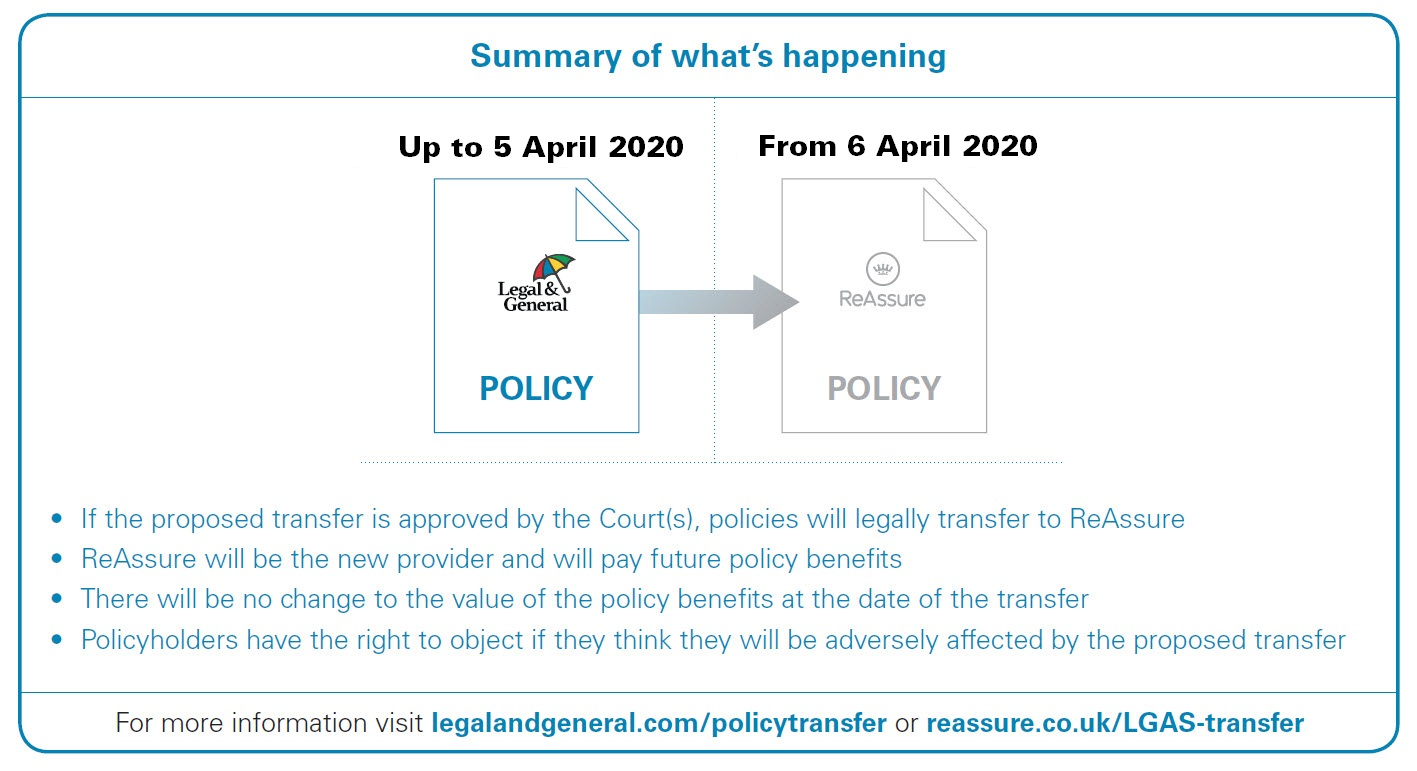 Summary of what's happening
Up to 5 April 2020
From 6 April 2020
Legal &
General
POLICY
ReAssure
POLICY
• If the proposed transfer is approved by the Court(s), policies will legally transfer to ReAssure
• ReAssure will be the new provider and will pay future policy benefits
• There will be no change to the value of the policy benefits at the date of the transfer
• Policyholders have the right to object if they think they will be adversely affected by the proposed transfer
For more information visit legalandgeneral.com/policytransfer or reassure.co.uk/LGAS-transfer